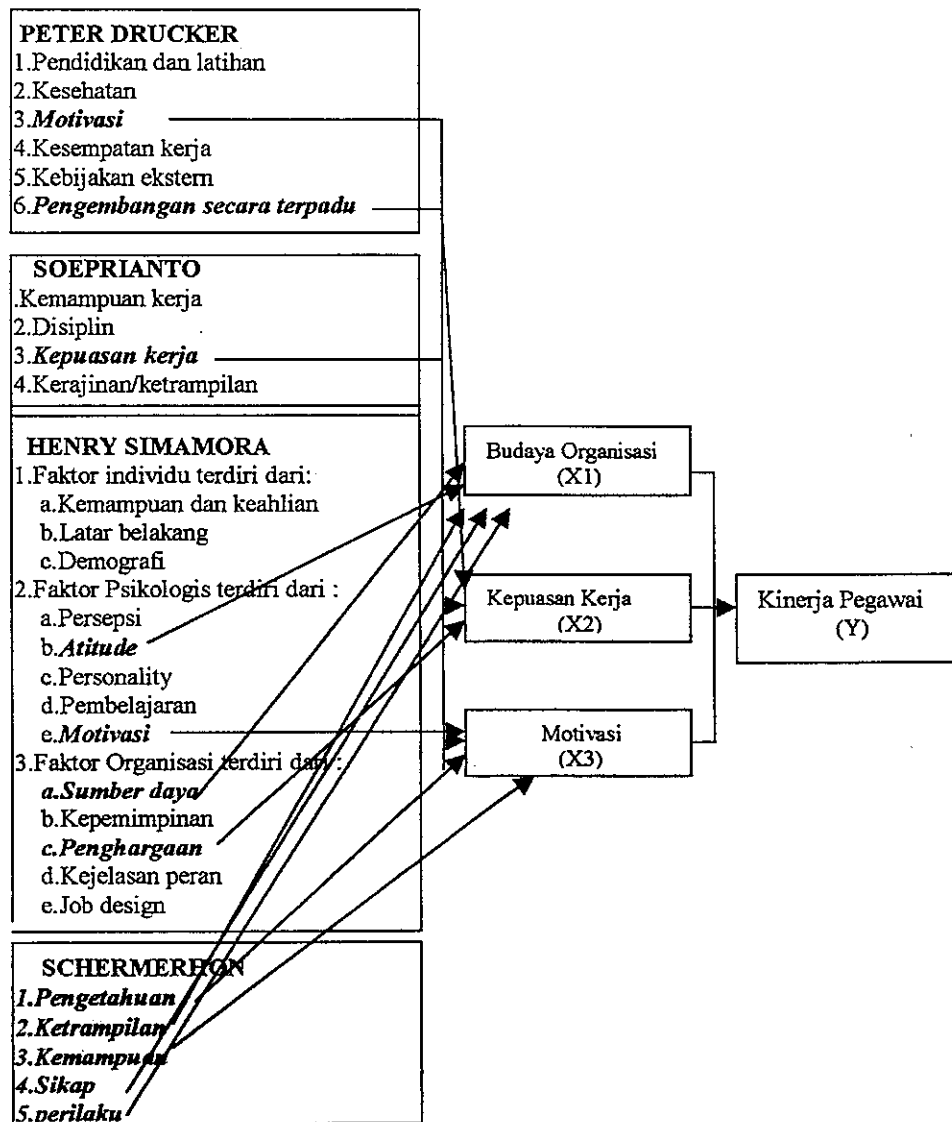 PETER DRUCKER
1.Pendidikan dan latihan
2.Kesehatan
3.Motivasi
4.Kesempatan kerja
5.Kebijakan ekstern
6.Pengembangan secara terpadu
SOEPRIANTO
.Kemampuan kerja
2.Disiplin
3.Kepuasan kerja
4.Kerajinan/ketrampilan
HENRY SIMAMORA
1.Faktor individu terdiri dari:
a.Kemampuan dan keahlian
b.Latar belakang
c.Demografi
2.Faktor Psikologis terdiri dari :
a.Persepsi
b.Atitude
c.Personality
d.Pembelajaran
e.Motivasi
3.Faktor Organisasi terdiri dari :
a.Sumber daya
b.Kepemimpinan
c.Penghargaan
d.Kejelasan peran
e.Job design
SCHERMERHON
1.Pengetahuan
2.Ketrampilan
3.Kemampuan
4.Sikap
5.perilaku
Budaya Organisasi
(X1)
Kepuasan Kerja
(X2)
Motivasi
(X3)
Kinerja Pegawai
(Y)